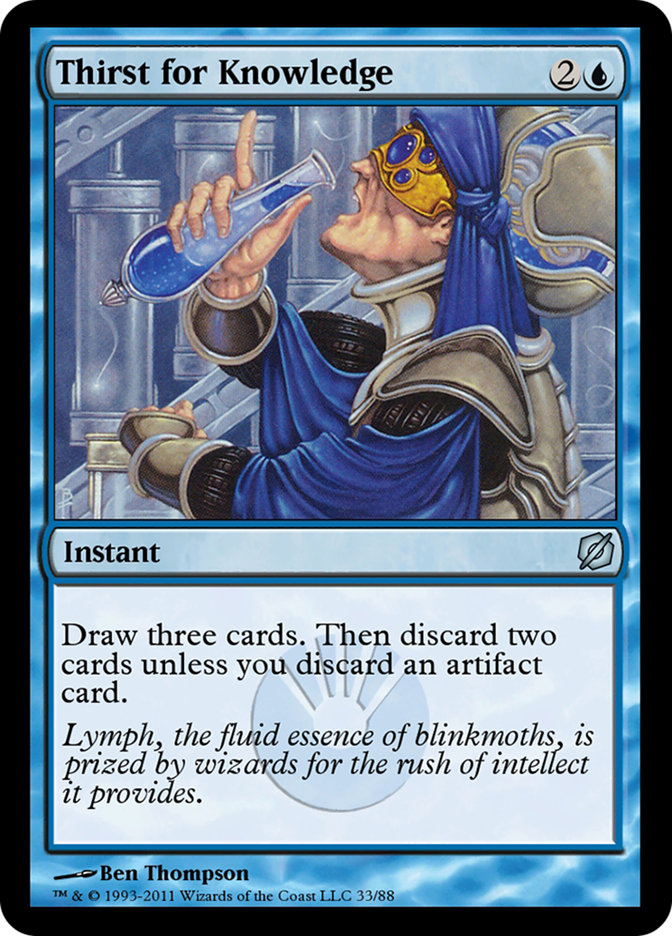 Thirst for Knowledge 2
Instant
Draw three cards. Then discard two
cards unless you discard an artifact
card.
Lymph, the fluid essence of blinkmoths, is
prized by wizards for the rush of intellect
it provides.
Ben Thompson
™ & © 1993-2011 Wizards of the Coast LLC 33/88